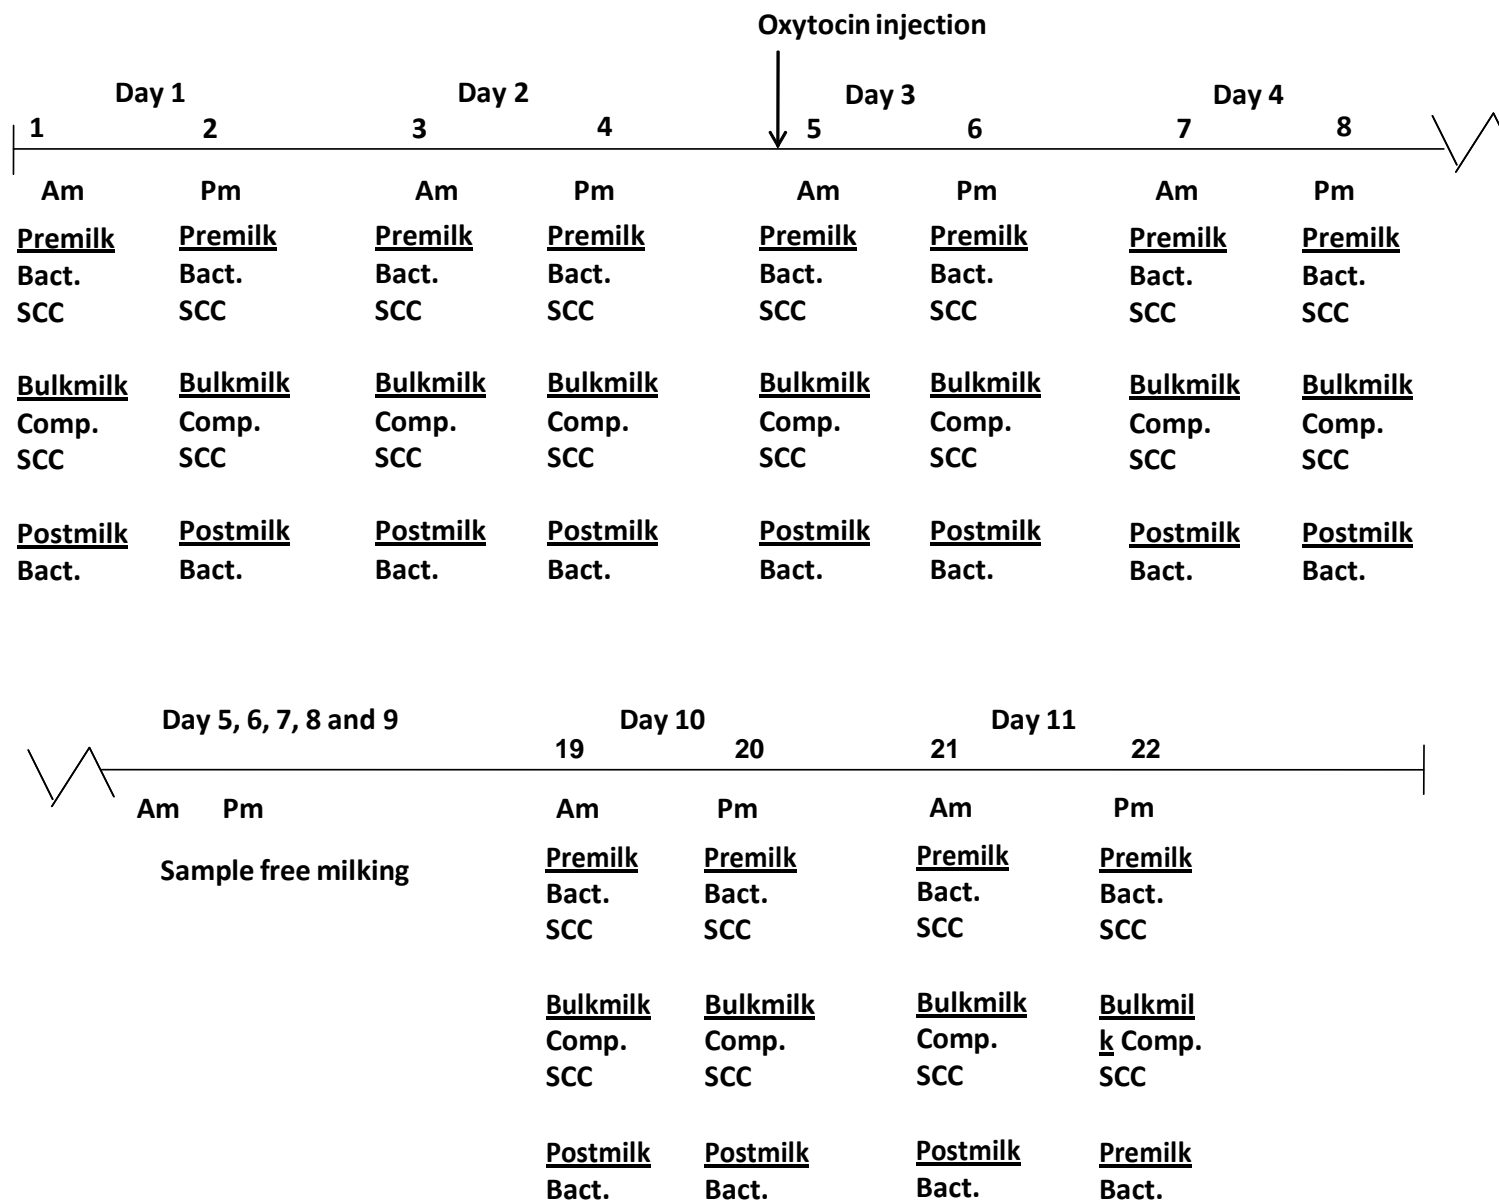 Oxytocin injection
Day 1 Day 2 Day 3 Day 4
1 2 3 4 5 6 7 8
Am Pm Am Pm Am Pm Am Pm
Premilk Premilk Premilk Premilk Premilk Premilk Premilk Premilk
Bact. Bact. Bact. Bact. Bact. Bact. Bact. Bact.
SCC SCC SCC SCC SCC SCC SCC SCC
Bulkmilk Bulkmilk Bulkmilk Bulkmilk Bulkmilk Bulkmilk Bulkmilk Bulkmilk
Comp. Comp. Comp. Comp. Comp. Comp. Comp. Comp.
SCC SCC SCC SCC SCC SCC SCC SCC
Postmilk Postmilk Postmilk Postmilk Postmilk Postmilk Postmilk Postmilk
Bact. Bact. Bact. Bact. Bact. Bact. Bact. Bact.
Day 5, 6, 7, 8 and 9 Day 10 Day 11
19 20 21 22
Am Pm Am Pm Am Pm
Sample free milking
Premilk Premilk Premilk Premilk
Bact. Bact. Bact. Bact.
SCC SCC SCC SCC
Bulkmilk Bulkmilk Bulkmilk Bulkmil
Comp. Comp. Comp. k Comp.
SCC SCC SCC SCC
Postmilk Postmilk Postmilk Premilk
Bact. Bact. Bact. Bact.